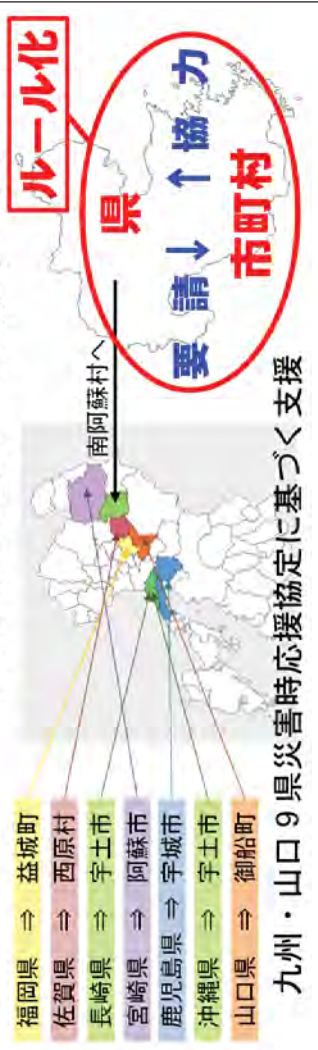 福岡県 ⇒ 益城町
佐賀県 ⇒ 西原村
長崎県 ⇒ 宇土市
宮崎県 ⇒ 阿蘇市
鹿児島県 ⇒ 宇城市
沖縄県 ⇒ 宇土市
山口県 ⇒ 御船町
南阿蘇村へ
ルール化
県
要請↓ ↑協力
市町村
九州・山口9県災害時応援協定に基づく支援